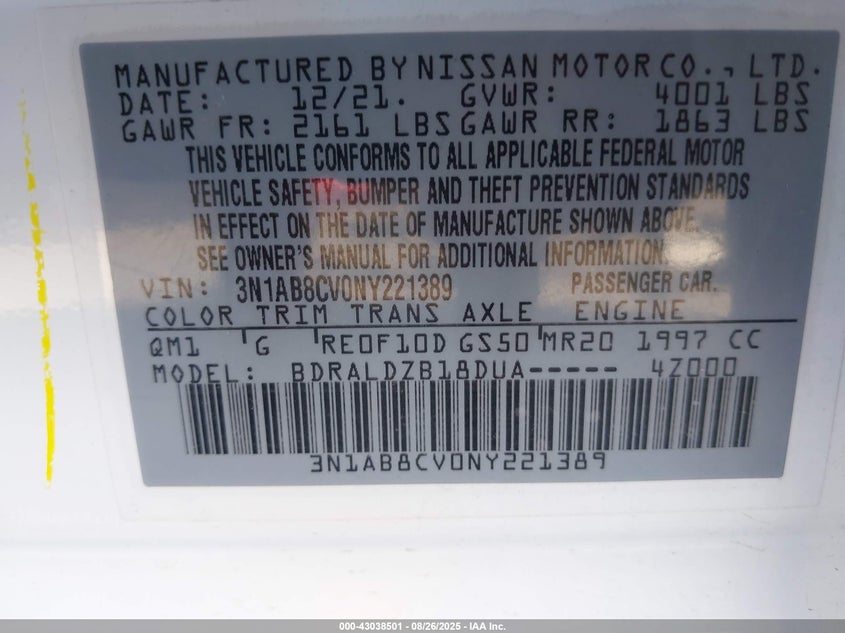 MANUFACTURED BY NISSAN MOTOR CO., LTD.
DATE: 12/21. GVWR: 4001 LBS
GAWR FR: 2161 LBS GAWR RR: 1863 LBS
THIS VEHICLE CONFORMS TO ALL APPLICABLE FEDERAL MOTOR
VEHICLE SAFETY, BUMPER AND THEFT PREVENTION STANDARDS
IN EFFECT ON THE DATE OF MANUFACTURE SHOWN ABOVE.
SEE OWNER'S MANUAL FOR ADDITIONAL INFORMATION.
VIN: 3N1AB8CV0NY221389 PASSENGER CAR.
COLOR TRIM TRANS AXLE ENGINE
QM1 G RE0F10D GS50 MR20 1997 CC
MODEL: BDRALDZB18DUA----- 4Z000
3N1AB8CV0NY221389
000-43038501 - 08/26/2025 - IAA Inc.